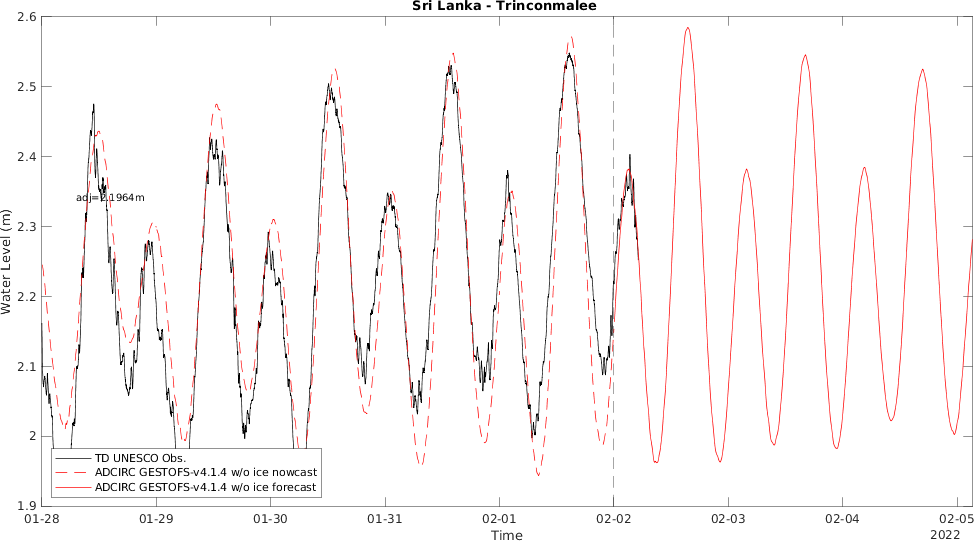 Sri Lanka - Trinconmalee
2.6
2.5
2.4
2.3
2.2
2.1
2
1.9
Water Level (m)
adj=2.1964m
TD UNESCO Obs.
ADCIRC GESTOFS-v4.1.4 w/o ice nowcast
ADCIRC GESTOFS-v4.1.4 w/o ice forecast
01-28 01-29 01-30 01-31 02-01 02-02 02-03 02-04 02-05
Time
2022